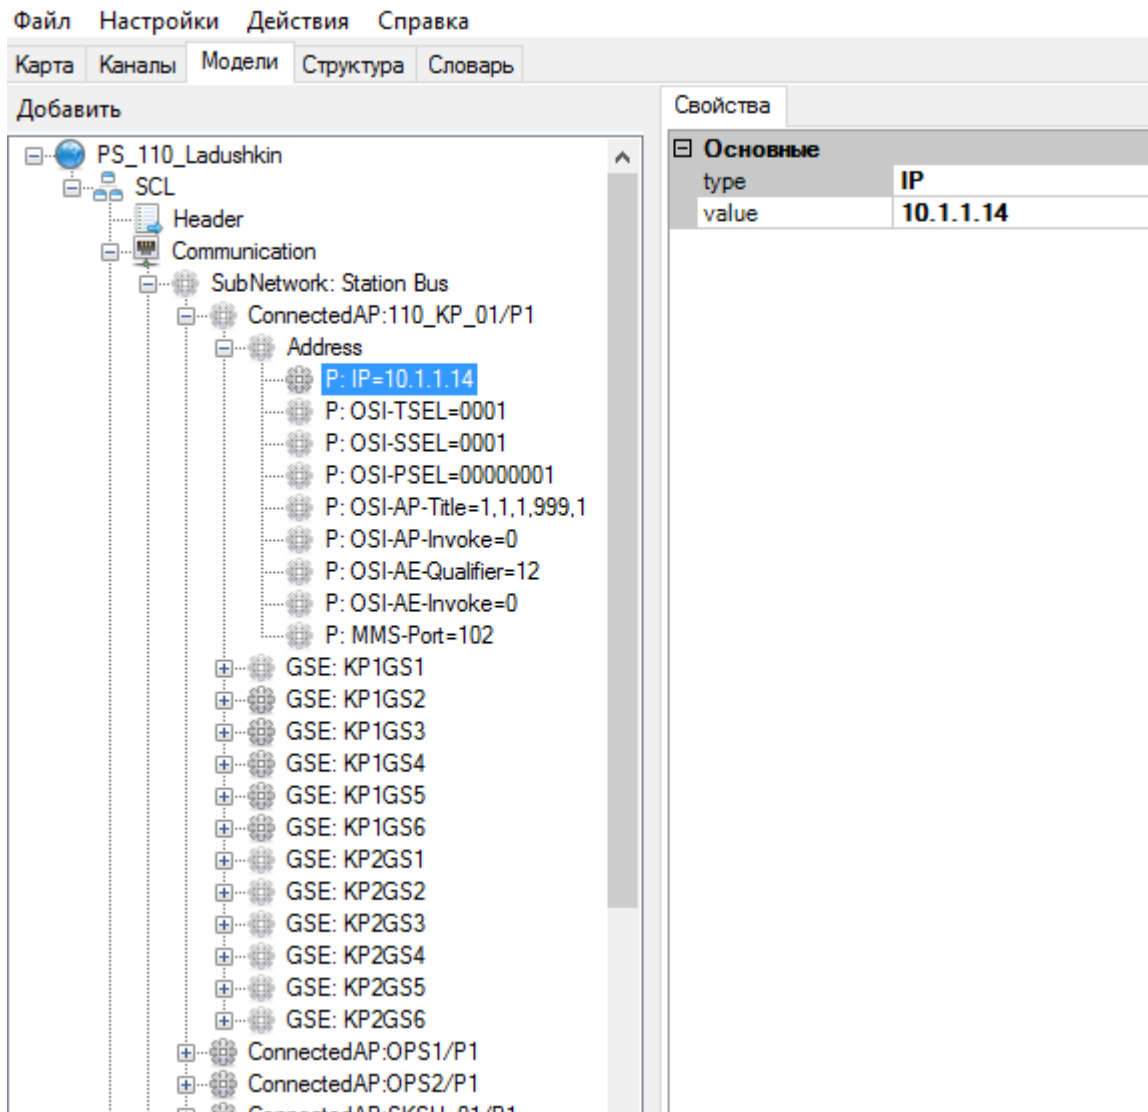 Файл Настройки Действия Справка
Карта Каналы Модели Структура Словарь
Добавить
PS_110_Ladushkin
SCL
Header
Communication
SubNetwork: Station Bus
ConnectedAP:110_KP_01/P1
Address
P: IP=10.1.1.14
P: OSI-TSEL=0001
P: OSI-SSEL=0001
P: OSI-PSEL=00000001
P: OSI-AP-Title=1,1,1,999,1
P: OSI-AP-Invoke=0
P: OSI-AE-Qualifier=12
P: OSI-AE-Invoke=0
P: MMS-Port=102
GSE: KP1GS1
GSE: KP1GS2
GSE: KP1GS3
GSE: KP1GS4
GSE: KP1GS5
GSE: KP1GS6
GSE: KP2GS1
GSE: KP2GS2
GSE: KP2GS3
GSE: KP2GS4
GSE: KP2GS5
GSE: KP2GS6
ConnectedAP:OPS1/P1
ConnectedAP:OPS2/P1
Свойства
Основные
type IP
value 10.1.1.14